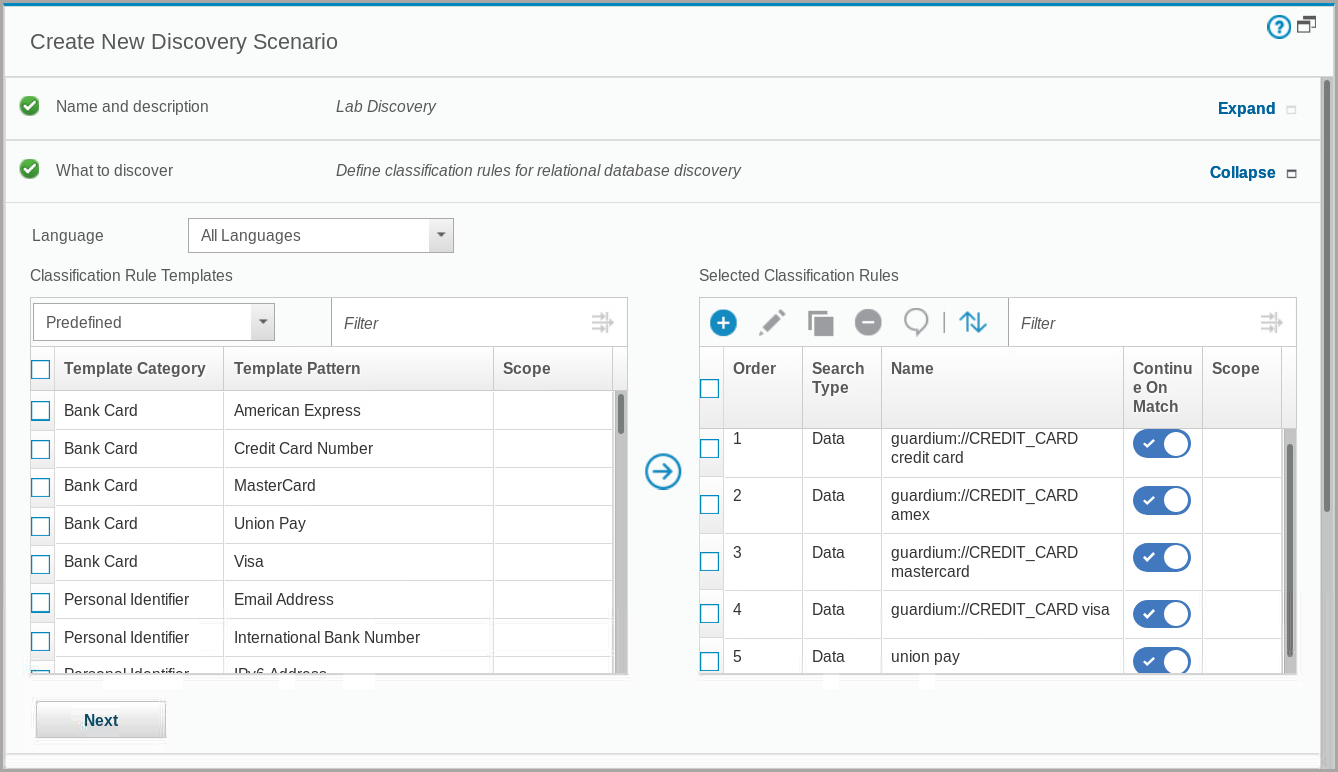 Create New Discovery Scenario
?
Name and description Lab Discovery Expand
What to discover Define classification rules for relational database discovery Collapse
Language All Languages
Classification Rule Templates
Predefined Filter
Template Category Template Pattern Scope
Bank Card American Express
Bank Card Credit Card Number
Bank Card MasterCard
Bank Card Union Pay
Bank Card Visa
Personal Identifier Email Address
Personal Identifier International Bank Number
Personal Identifier IPv6 Address
Selected Classification Rules
Filter
Order Search Name Continu Scope
Type e On
Match
1 Data guardium://CREDIT_CARD
credit card
2 Data guardium://CREDIT_CARD
amex
3 Data guardium://CREDIT_CARD
mastercard
4 Data guardium://CREDIT_CARD visa
5 Data union pay
Next